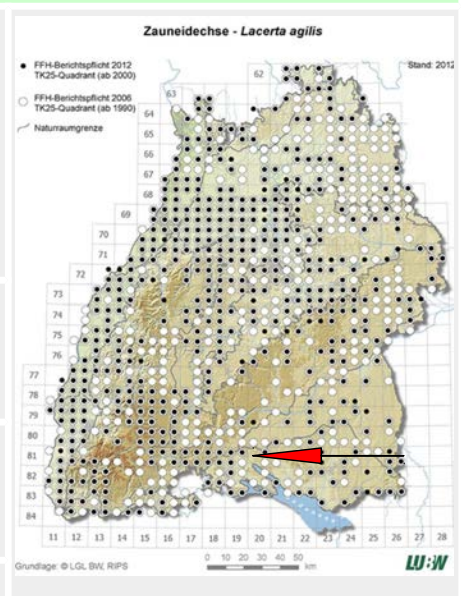 Zauneidechse - Lacerta agilis
FFH-Berichtspflicht 2012
TK25-Quadrant (ab 2000)
FFH-Berichtspflicht 2006
TK25-Quadrant (ab 1990)
Naturraumgrenze
Stand: 2012
62
63
64
65
66
67
68
69
70
71
72
73
74
75
76
77
78
79
80
81
82
83
84
11 12 13 14 15 16 17 18 19 20 21 22 23 24 25 26 27 28
0 10 20 30 40 50
km
Grundlage: © LGL BW, RIPS
LU:W